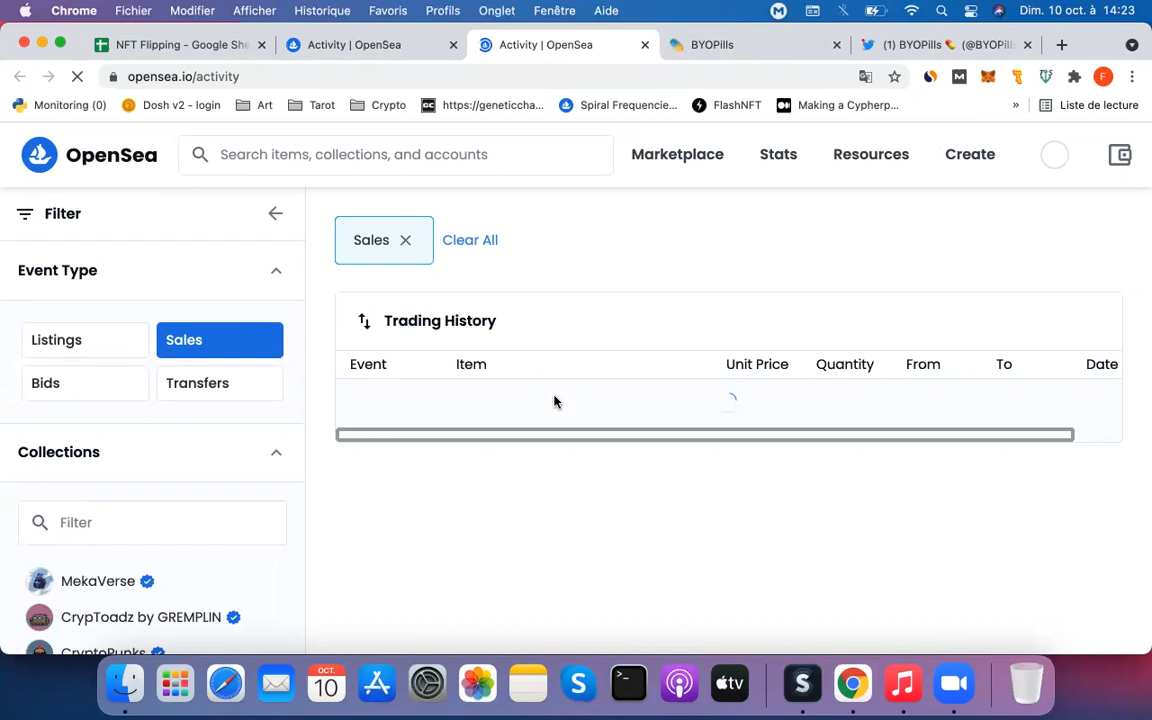 Chrome Fichier Modifier Afficher Historique Favoris Profils Onglet Fenêtre Aide Dim. 10 oct. à 14:23
NFT Flipping - Google She Activity | OpenSea Activity | OpenSea BYOPills (1) BYOPills (@BYOPil
opensea.io/activity F
Monitoring (0) Dosh v2 - login Art Tarot Crypto https://geneticcha... Spiral Frequencie... FlashNFT Making a Cypherp... » Liste de lecture
OpenSea Search items, collections, and accounts Marketplace Stats Resources Create
Filter
Sales Clear All
Event Type
Trading History
Listings Sales
Event Item Unit Price Quantity From To Date
Bids Transfers
Collections
Filter
MekaVerse
CrypToadz by GREMPLIN
CryptoPunks
OCT.
10
tv